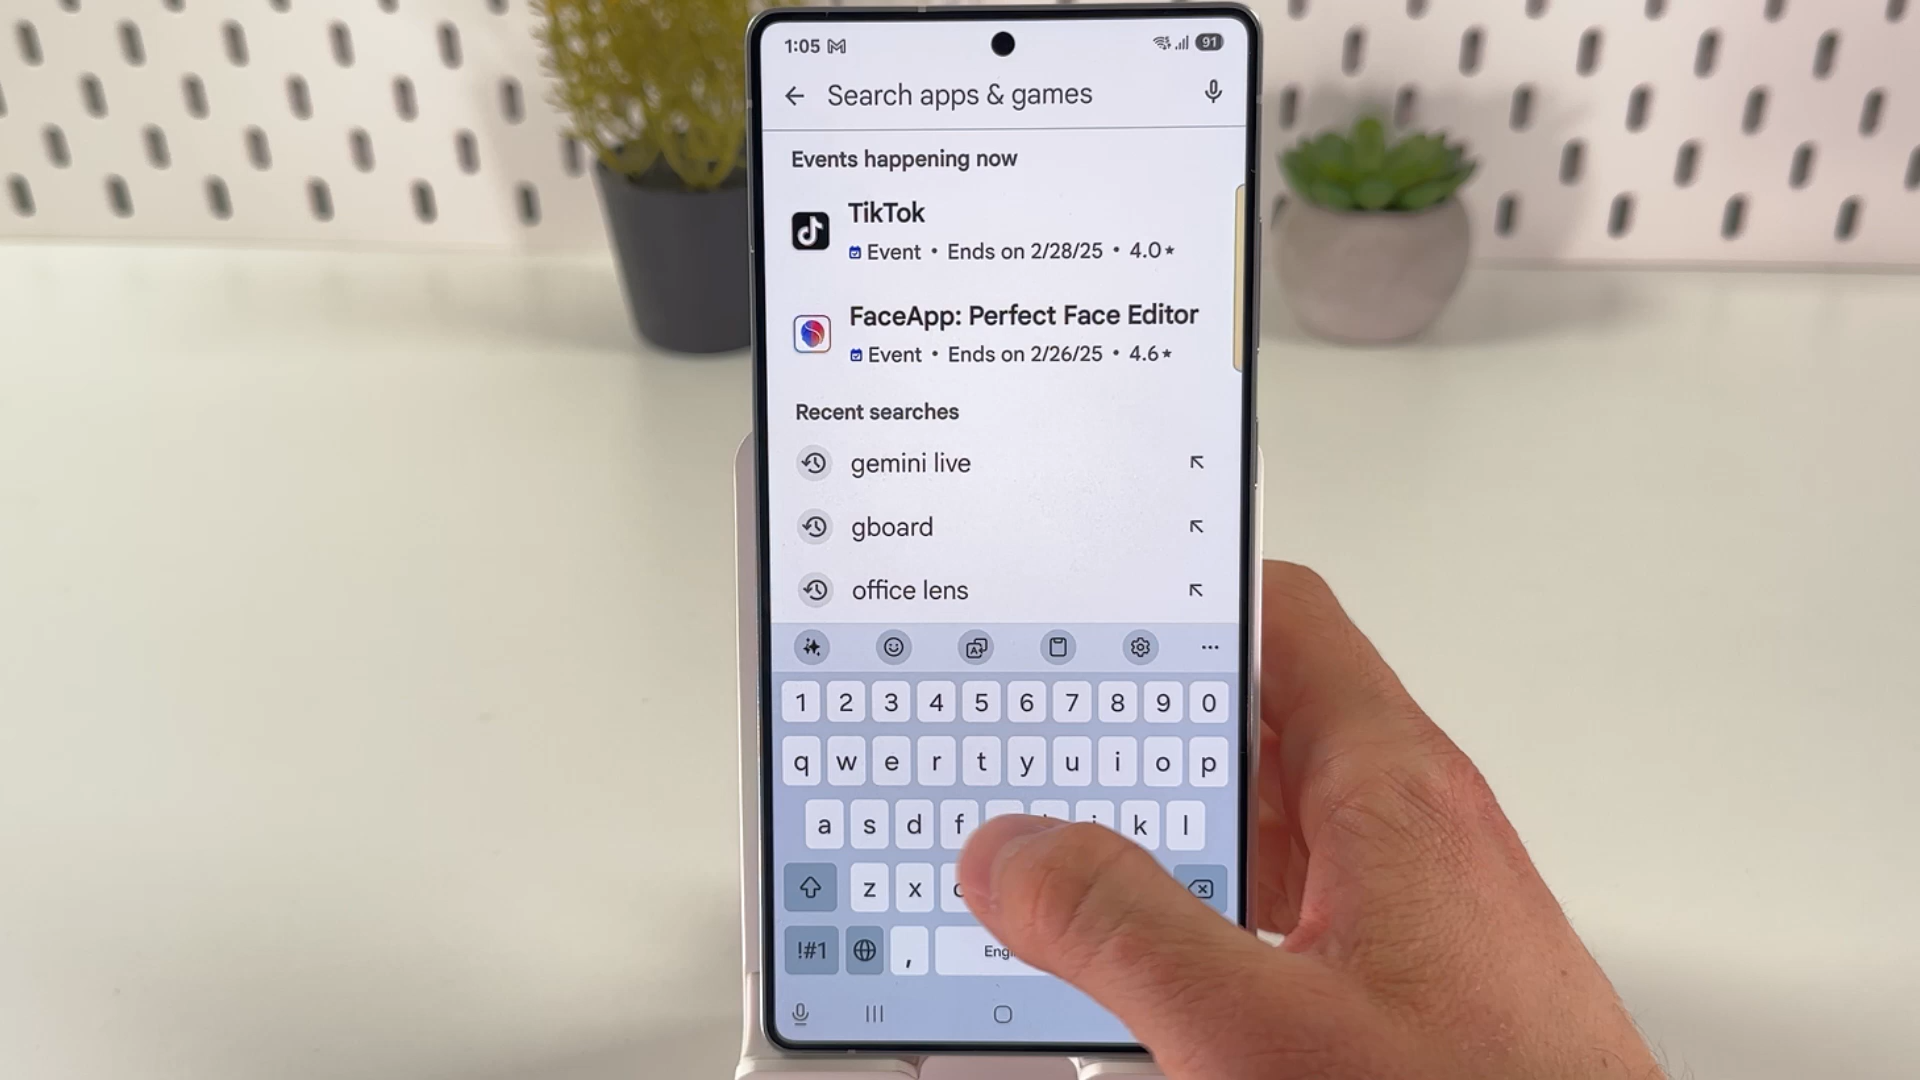 1:05 91
Search apps & games
Events happening now
TikTok
Event • Ends on 2/28/25 • 4.0★
FaceApp: Perfect Face Editor
Event • Ends on 2/26/25 • 4.6★
Recent searches
gemini live
gboard
office lens
1 2 3 4 5 6 7 8 9 0
q w e r t y u i o p
a s d f k l
z x
!#1 ,